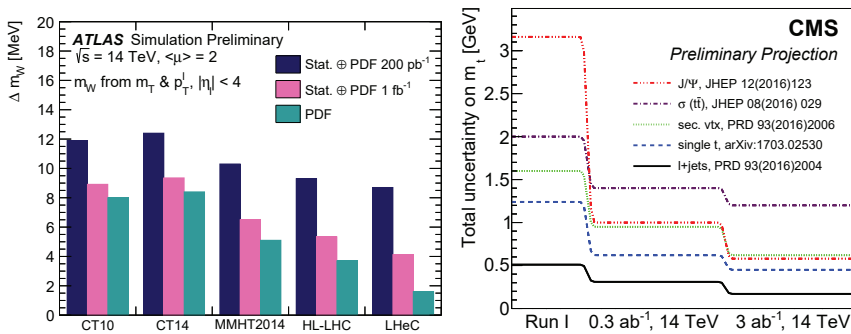 ATLAS Simulation Preliminary
√s = 14 TeV, <μ> = 2
m_W from m_T & p_T^l, |η_l| < 4
Stat. ⊕ PDF 200 pb⁻¹
Stat. ⊕ PDF 1 fb⁻¹
PDF
Δ m_W [MeV]
20
18
16
14
12
10
8
6
4
2
0
CT10 CT14 MMHT2014 HL-LHC LHeC
CMS
Preliminary Projection
J/Ψ, JHEP 12(2016)123
σ (tt̄), JHEP 08(2016) 029
sec. vtx, PRD 93(2016)2006
single t, arXiv:1703.02530
l+jets, PRD 93(2016)2004
Total uncertainty on m_t [GeV]
3
2.5
2
1.5
1
0.5
0
Run I 0.3 ab⁻¹, 14 TeV 3 ab⁻¹, 14 TeV